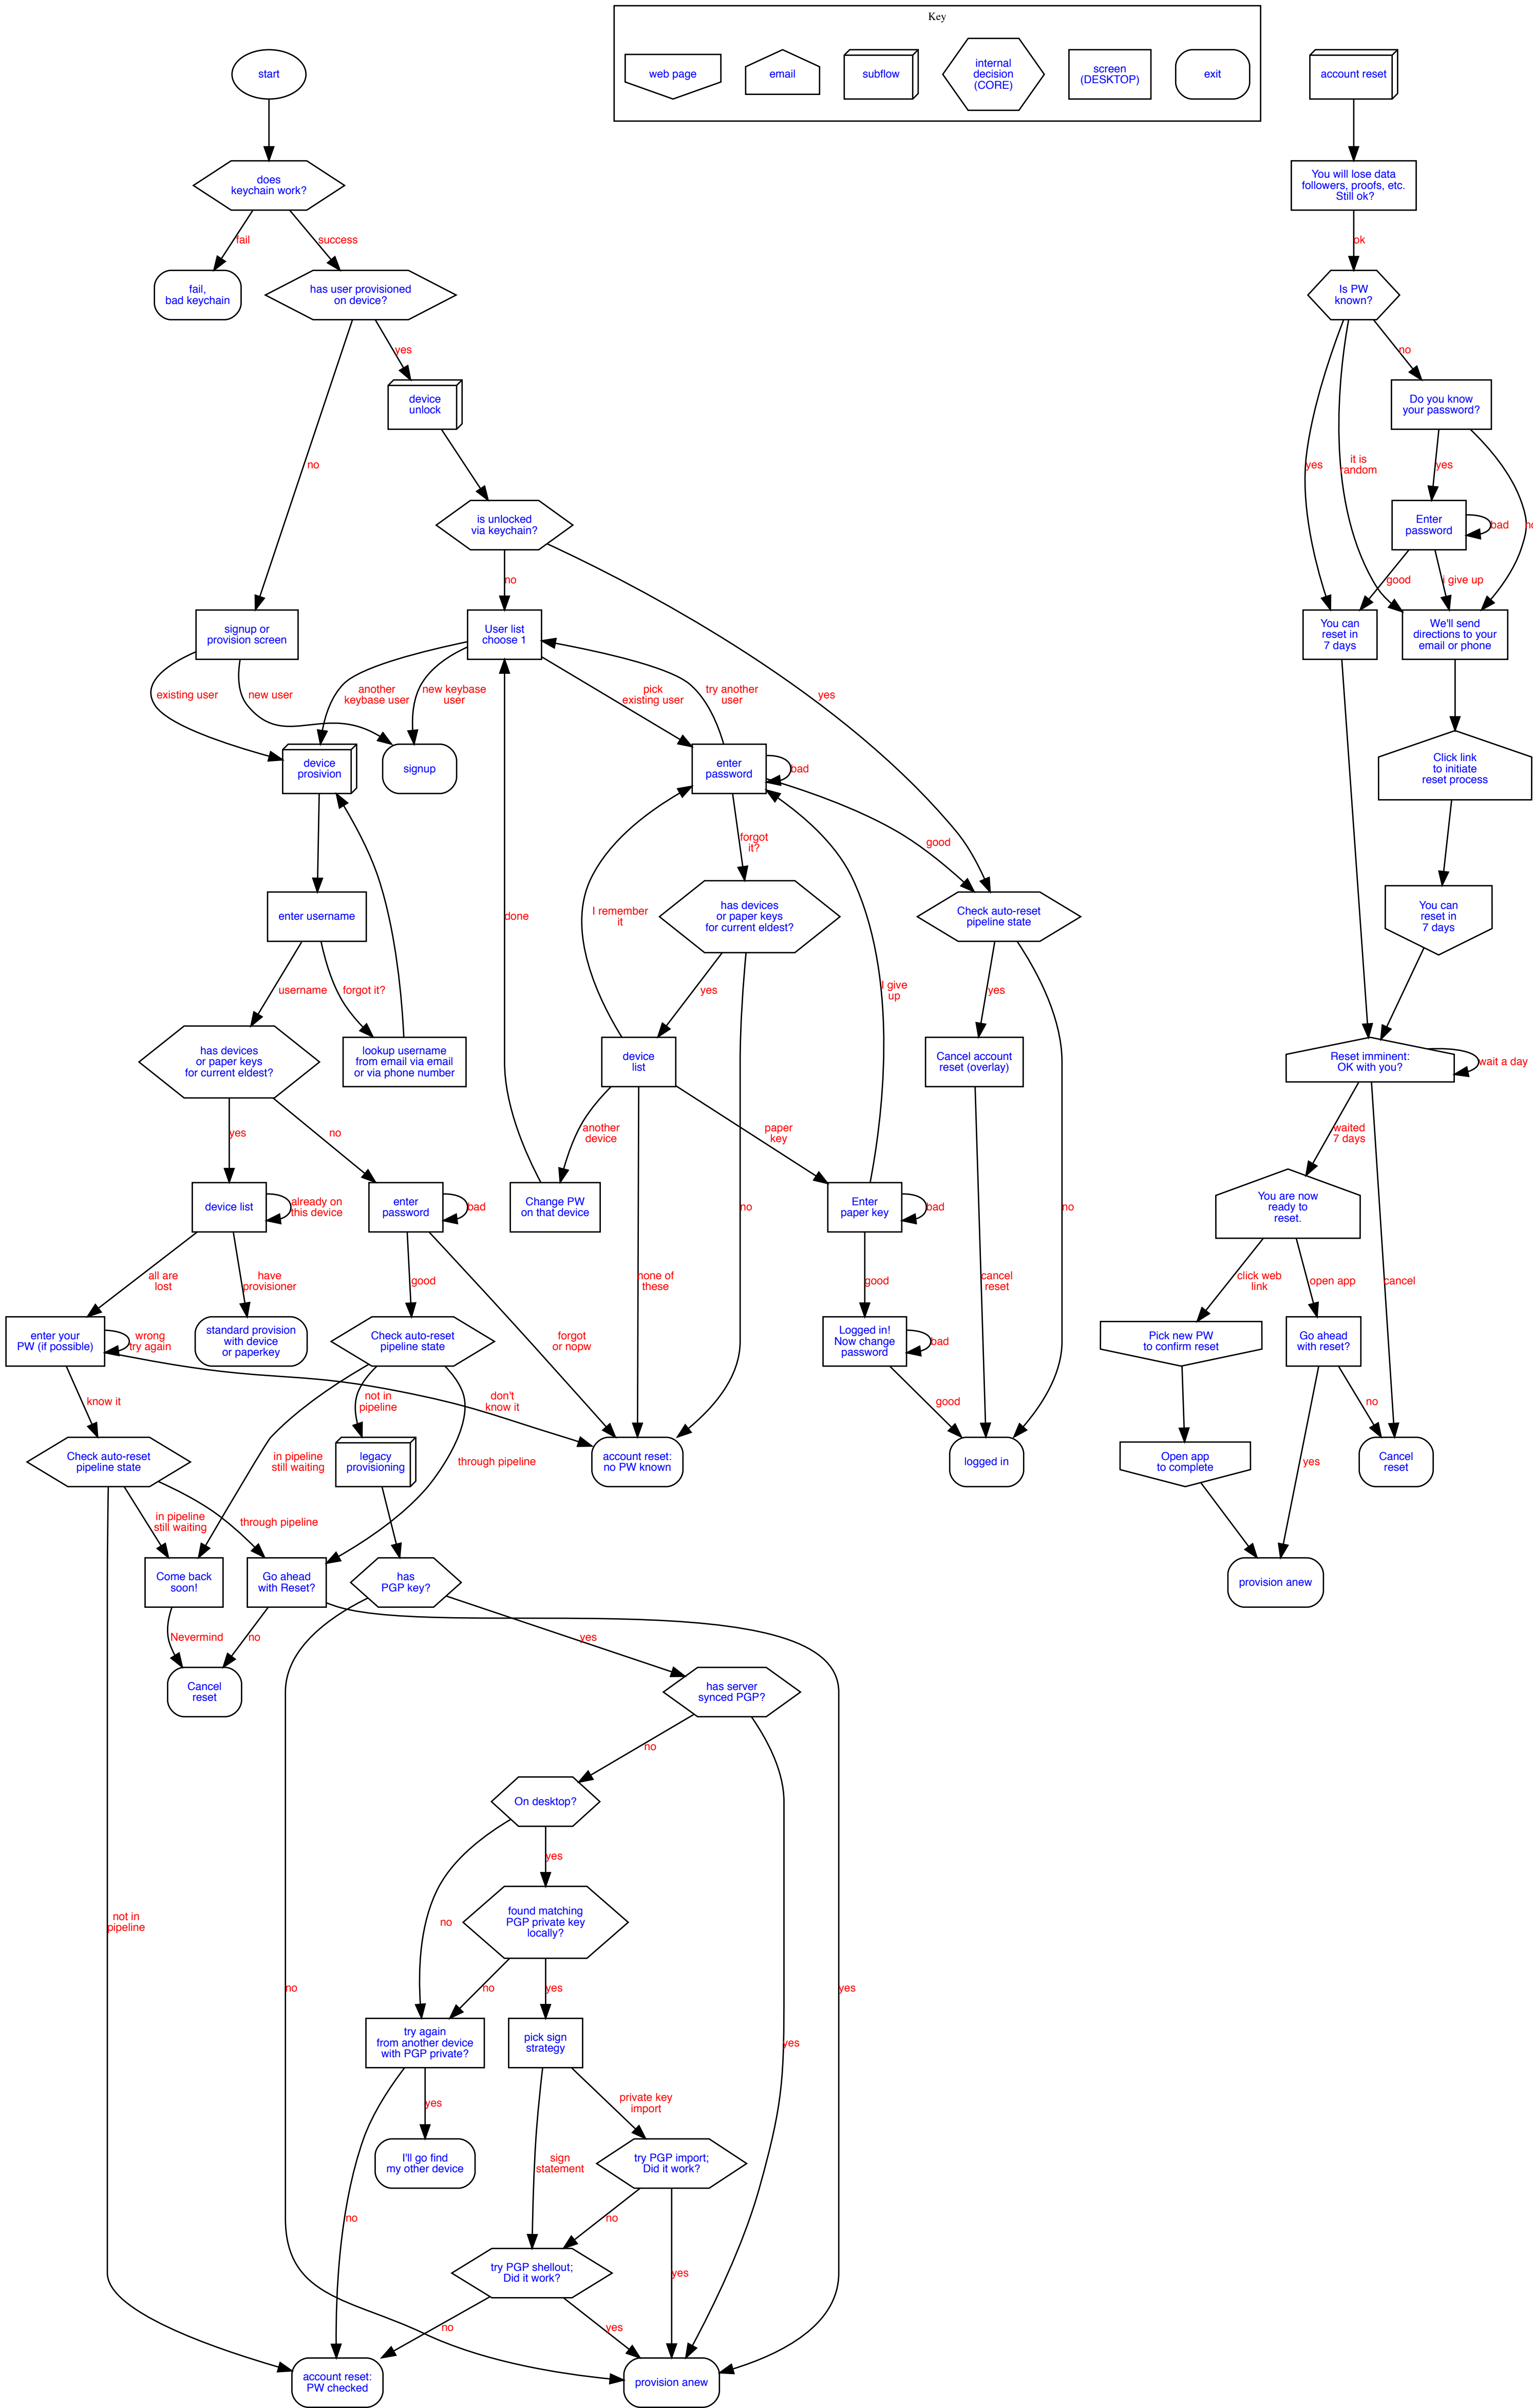 Key
web page
email
subflow
internal
decision
(CORE)
screen
(DESKTOP)
exit
start
account reset
does
keychain work?
You will lose data
followers, proofs, etc.
Still ok?
fail
success
ok
fail,
bad keychain
has user provisioned
on device?
Is PW
known?
yes
no
device
unlock
Do you know
your password?
no
yes
it is
random
yes
is unlocked
via keychain?
Enter
password
bad
no
good
i give up
signup or
provision screen
User list
choose 1
You can
reset in
7 days
We'll send
directions to your
email or phone
existing user
new user
another
keybase user
new keybase
user
pick
existing user
try another
user
yes
device
prosivion
signup
enter
password
bad
Click link
to initiate
reset process
forgot
it?
good
enter username
done
I remember
it
has devices
or paper keys
for current eldest?
Check auto-reset
pipeline state
You can
reset in
7 days
username
forgot it?
yes
I give
up
yes
has devices
or paper keys
for current eldest?
lookup username
from email via email
or via phone number
device
list
Cancel account
reset (overlay)
Reset imminent:
OK with you?
wait a day
yes
no
another
device
paper
key
waited
7 days
device list
already on
this device
enter
password
bad
Change PW
on that device
no
Enter
paper key
bad
no
You are now
ready to
reset.
all are
lost
have
provisioner
good
none of
these
good
cancel
reset
click web
link
open app
cancel
enter your
PW (if possible)
wrong
try again
standard provision
with device
or paperkey
Check auto-reset
pipeline state
forgot
or nopw
Logged in!
Now change
password
bad
Pick new PW
to confirm reset
Go ahead
with reset?
know it
not in
pipeline
don't
know it
good
no
Check auto-reset
pipeline state
in pipeline
still waiting
legacy
provisioning
through pipeline
account reset:
no PW known
logged in
Open app
to complete
yes
Cancel
reset
in pipeline
still waiting
through pipeline
Come back
soon!
Go ahead
with Reset?
has
PGP key?
provision anew
Nevermind
no
yes
Cancel
reset
has server
synced PGP?
no
On desktop?
yes
not in
pipeline
no
found matching
PGP private key
locally?
no
no
yes
yes
try again
from another device
with PGP private?
pick sign
strategy
yes
yes
private key
import
I'll go find
my other device
sign
statement
try PGP import;
Did it work?
no
no
try PGP shellout;
Did it work?
yes
no
yes
account reset:
PW checked
provision anew